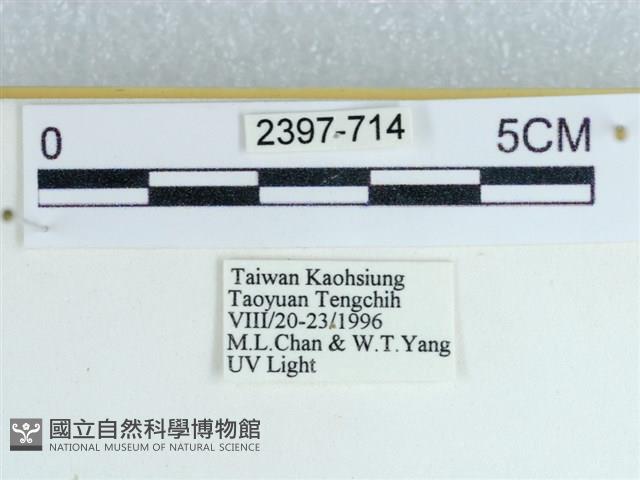 2397-714
0 5CM
Taiwan Kaohsiung
Taoyuan Tengchih
VIII/20-23/1996
M.L.Chan & W.T.Yang
UV Light
國立自然科學博物館
NATIONAL MUSEUM OF NATURAL SCIENCE